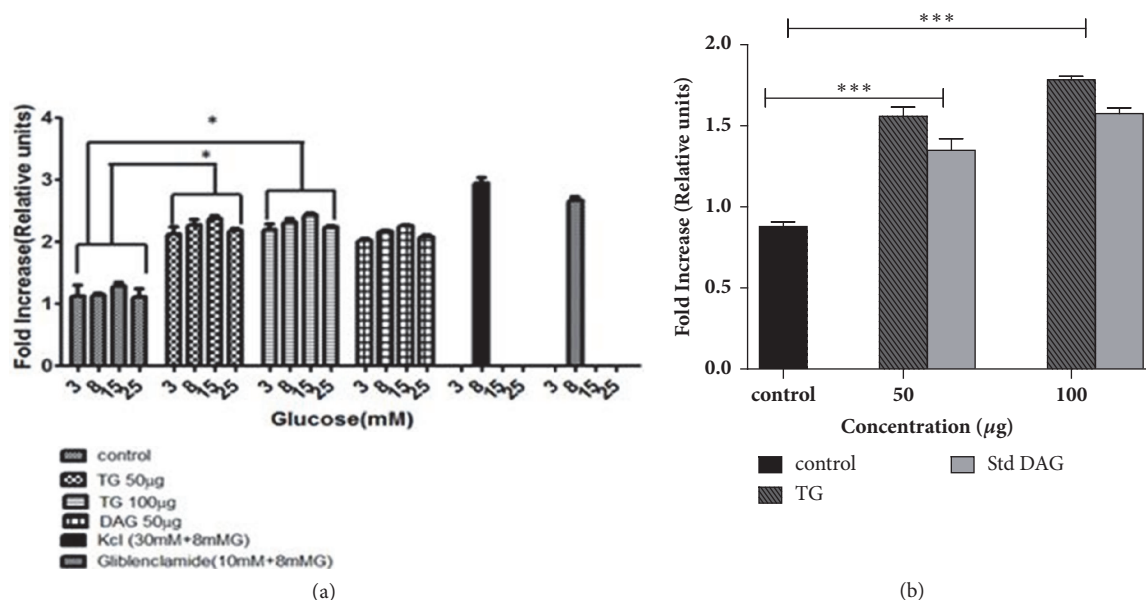 Fold Increase(Relative units)
4
3
2
1
0
*
*
3 8 15 25 3 8 15 25 3 8 15 25 3 8 15 25 3 8 15 25 3 8 15 25
Glucose(mM)
control
TG 50µg
TG 100µg
DAG 50µg
Kcl (30mM+8mMG)
Gliblenclamide(10mM+8mMG)
(a)
Fold Increase (Relative units)
2.0
1.5
1.0
0.5
0.0
***
***
control 50 100
Concentration (µg)
control Std DAG
TG
(b)